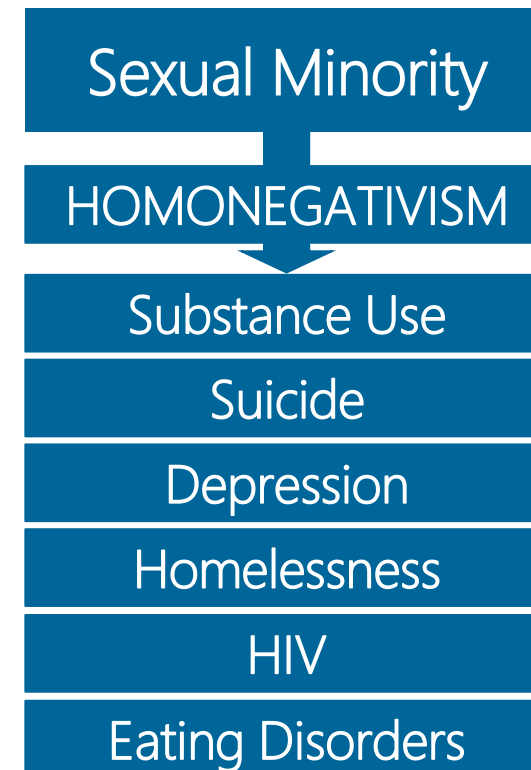 Sexual Minority
HOMONEGATIVISM
Substance Use
Suicide
Depression
Homelessness
HIV
Eating Disorders